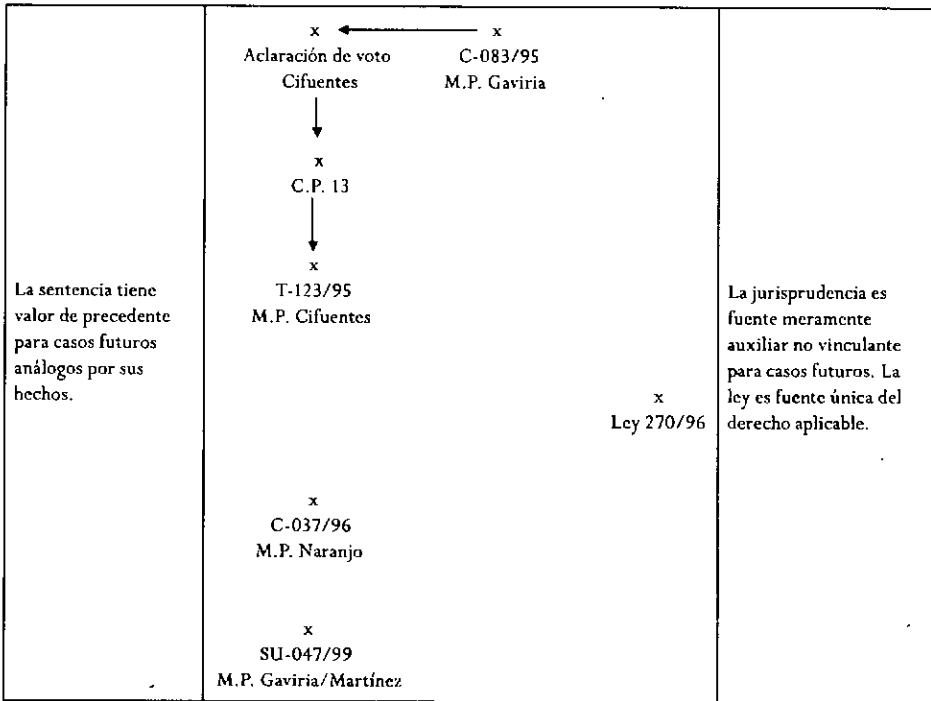 x x
Aclaración de voto C-083/95
Cifuentes M.P. Gaviria
x
C.P. 13
x
T-123/95
M.P. Cifuentes
La sentencia tiene
valor de precedente
para casos futuros
análogos por sus
hechos.
x
Ley 270/96
La jurisprudencia es
fuente meramente
auxiliar no vinculante
para casos futuros. La
ley es fuente única del
derecho aplicable.
x
C-037/96
M.P. Naranjo
x
SU-047/99
M.P. Gaviria/Martínez